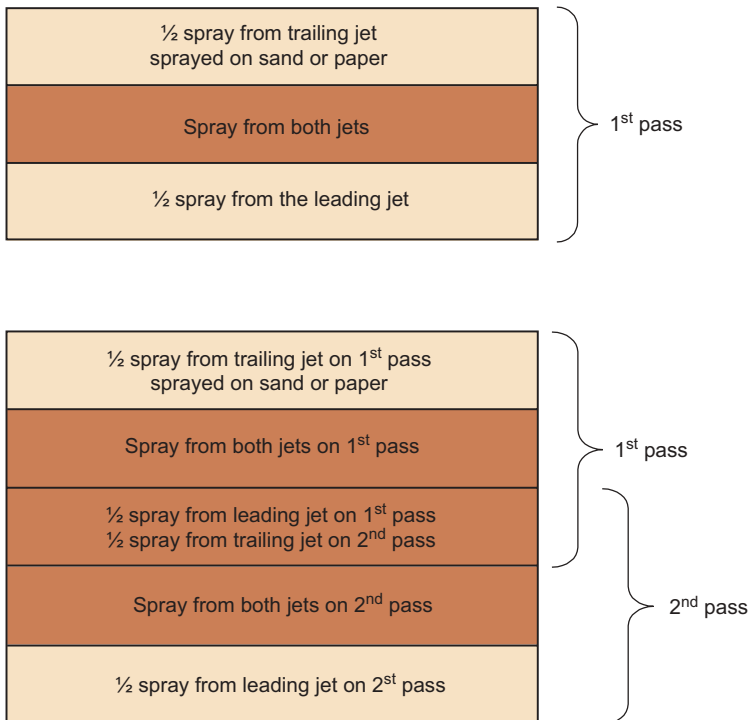 ½ spray from trailing jet
sprayed on sand or paper
Spray from both jets
1st pass
½ spray from the leading jet
½ spray from trailing jet on 1st pass
sprayed on sand or paper
Spray from both jets on 1st pass
1st pass
½ spray from leading jet on 1st pass
½ spray from trailing jet on 2nd pass
Spray from both jets on 2nd pass
2nd pass
½ spray from leading jet on 2st pass